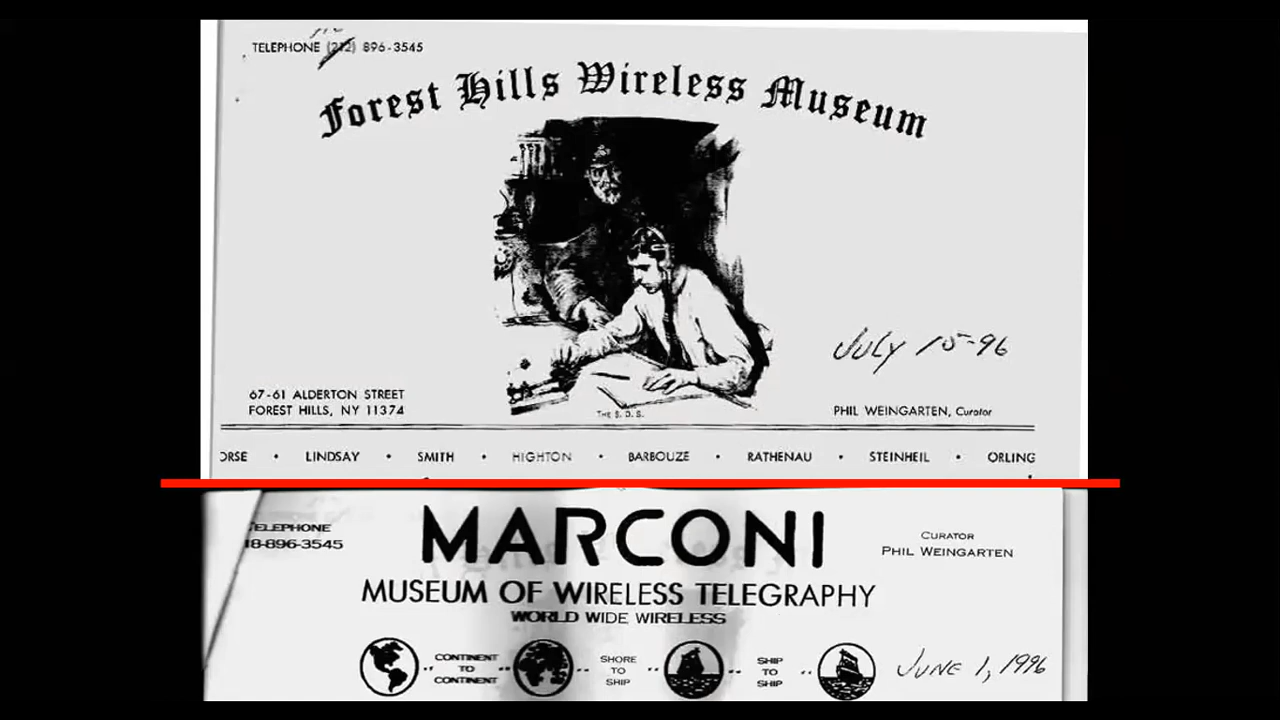 TELEPHONE (212) 896-3545
Forest Hills Wireless Museum
JULY 15-96
67-61 ALDERTON STREET
FOREST HILLS, NY 11374
THE S.O.S.
PHIL WEINGARTEN, Curator
ORSE • LINDSAY • SMITH • HIGHTON • BARBOUZE • RATHENAU • STEINHEIL • ORLING
MARCONI
TELEPHONE
18-896-3545
CURATOR
PHIL WEINGARTEN
MUSEUM OF WIRELESS TELEGRAPHY
WORLD WIDE WIRELESS
CONTINENT
TO
CONTINENT
SHORE
TO
SHIP
SHIP
TO
SHIP
JUNE 1, 1996